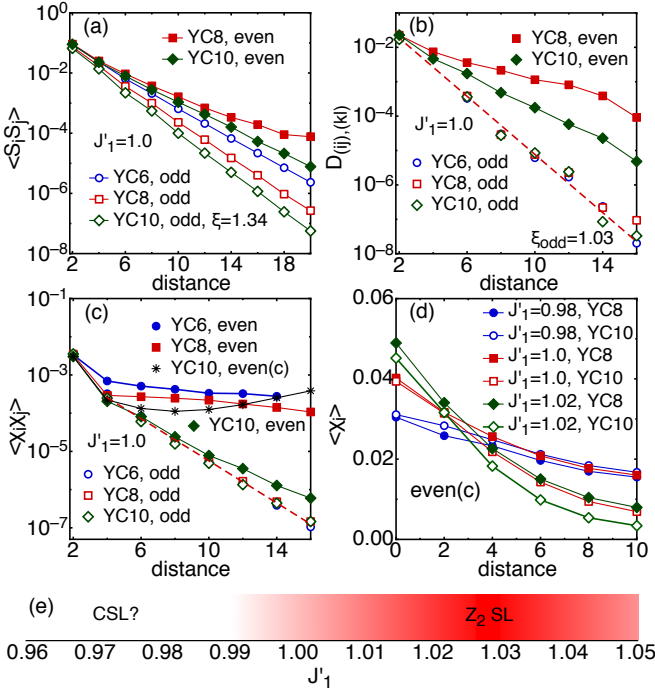 (a)
YC8, even
YC10, even
J'₁=1.0
YC6, odd
YC8, odd
YC10, odd, ξ=1.34
<SᵢSⱼ>
10⁰
10⁻²
10⁻⁴
10⁻⁶
10⁻⁸
2 6 10 14 18
distance
(b)
YC8, even
YC10, even
J'₁=1.0
YC6, odd
YC8, odd
YC10, odd
ξodd=1.03
D(ij),(kl)
10⁻²
10⁻⁴
10⁻⁶
10⁻⁸
2 6 10 14
distance
(c)
YC6, even
YC8, even
YC10, even(c)
YC10, even
J'₁=1.0
YC6, odd
YC8, odd
YC10, odd
<χᵢχⱼ>
10⁻¹
10⁻³
10⁻⁵
10⁻⁷
2 6 10 14
distance
(d)
J'₁=0.98, YC8
J'₁=0.98, YC10
J'₁=1.0, YC8
J'₁=1.0, YC10
J'₁=1.02, YC8
J'₁=1.02, YC10
even(c)
<χᵢ>
0.06
0.04
0.02
0.00
0 2 4 6 8 10
distance
(e)
CSL?
Z₂ SL
0.96 0.97 0.98 0.99 1.00 1.01 1.02 1.03 1.04 1.05
J'₁